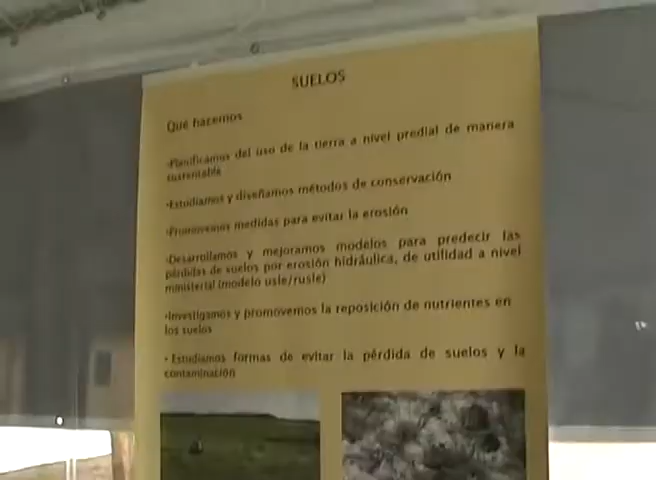 SUELOS
Qué hacemos
•Planificamos del uso de la tierra a nivel predial de manera
sustentable
•Estudiamos y diseñamos métodos de conservación
•Promovemos medidas para evitar la erosión
•Desarrollamos y mejoramos modelos para predecir las
pérdidas de suelos por erosión hidráulica, de utilidad a nivel
ministerial (modelo usle/rusle)
•Investigamos y promovemos la reposición de nutrientes en
los suelos
• Estudiamos formas de evitar la pérdida de suelos y la
contaminación